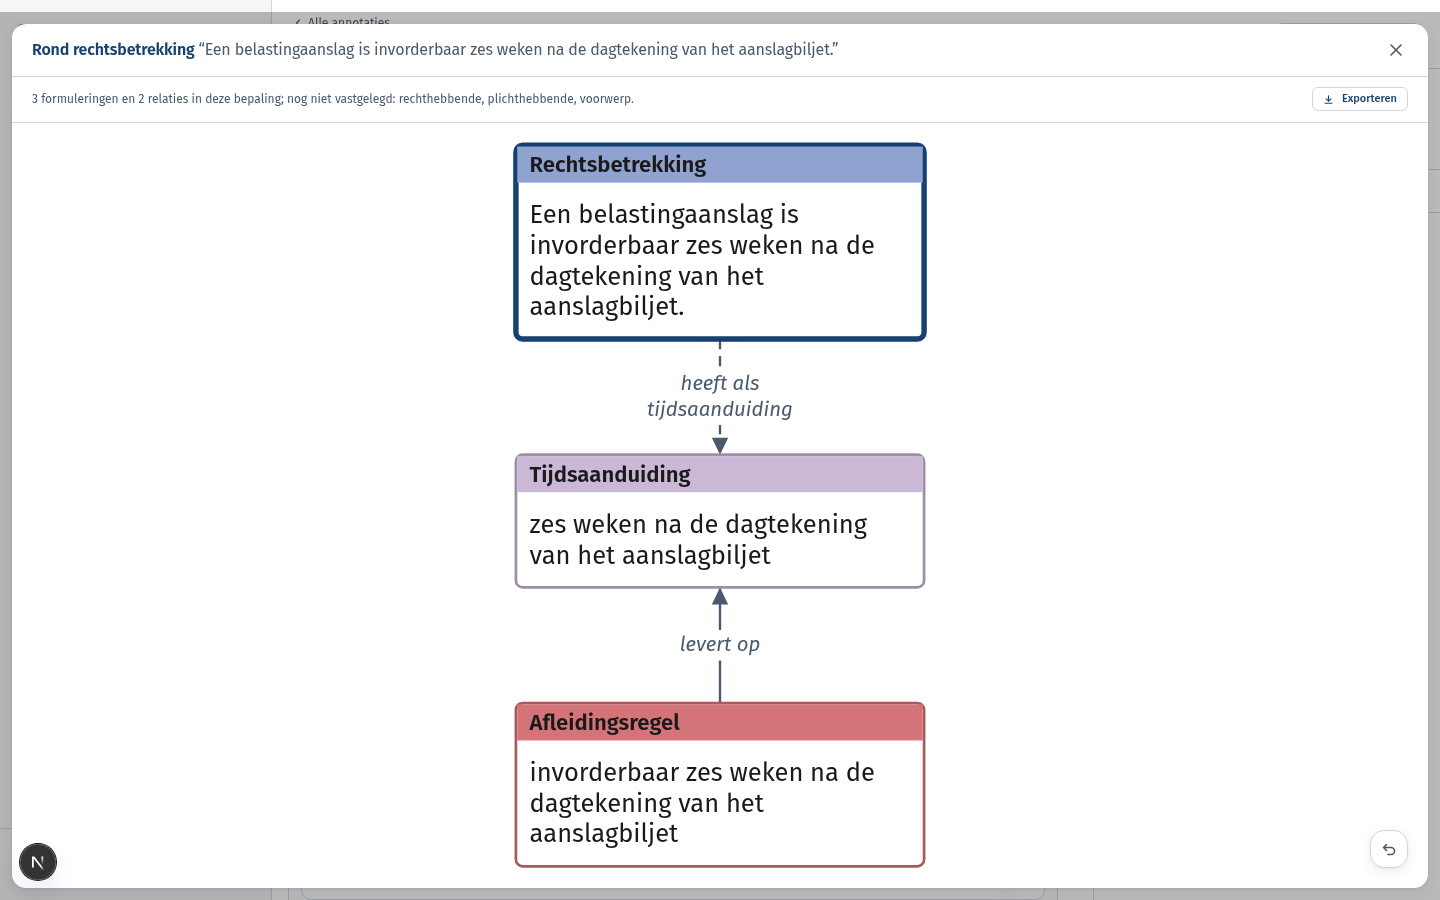 Alle annotaties
Rond rechtsbetrekking “Een belastingaanslag is invorderbaar zes weken na de dagtekening van het aanslagbiljet.”
3 formuleringen en 2 relaties in deze bepaling; nog niet vastgelegd: rechthebbende, plichthebbende, voorwerp.
Exporteren
Rechtsbetrekking
Een belastingaanslag is
invorderbaar zes weken na de
dagtekening van het
aanslagbiljet.
heeft als
tijdsaanduiding
Tijdsaanduiding
zes weken na de dagtekening
van het aanslagbiljet
levert op
Afleidingsregel
invorderbaar zes weken na de
dagtekening van het
aanslagbiljet
N